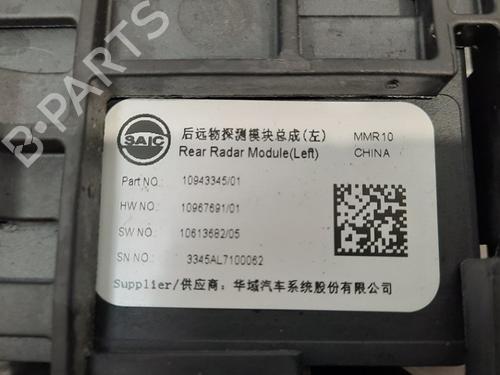 B-PARTS
SAIC
后远物探测模块总成(左)
MMR10
Rear Radar Module(Left)
CHINA
Part NO.: 10943345/01
HW NO.: 10967691/01
SW NO.: 10613682/05
SN NO.: 3345AL7100062
Supplier/供应商: 华域汽车系统股份有限公司